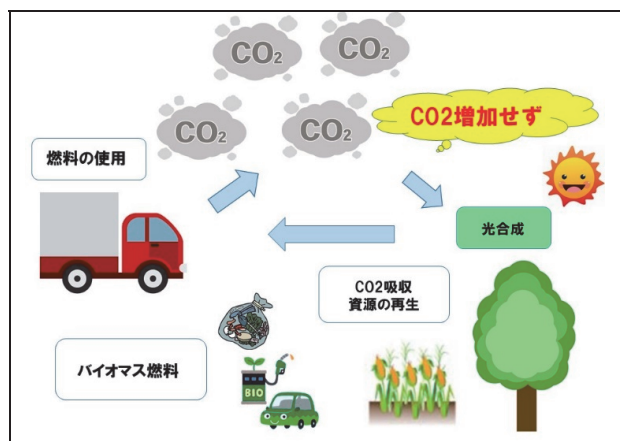 CO₂
CO₂
CO₂
CO₂
CO2増加せず
燃料の使用
光合成
CO2吸収
資源の再生
バイオマス燃料
BIO